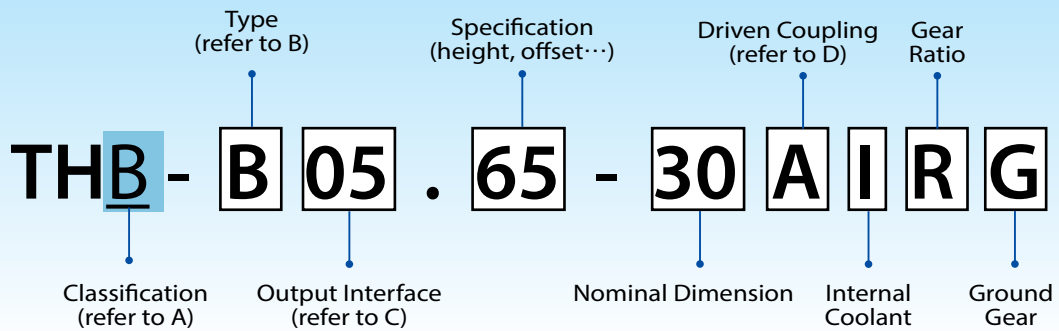 Type
(refer to B)
Specification
(height, offset⋯)
Driven Coupling
(refer to D)
Gear
Ratio
THB - B 05 . 65 - 30 A I R G
Classification
(refer to A)
Output Interface
(refer to C)
Nominal Dimension
Internal
Coolant
Ground
Gear